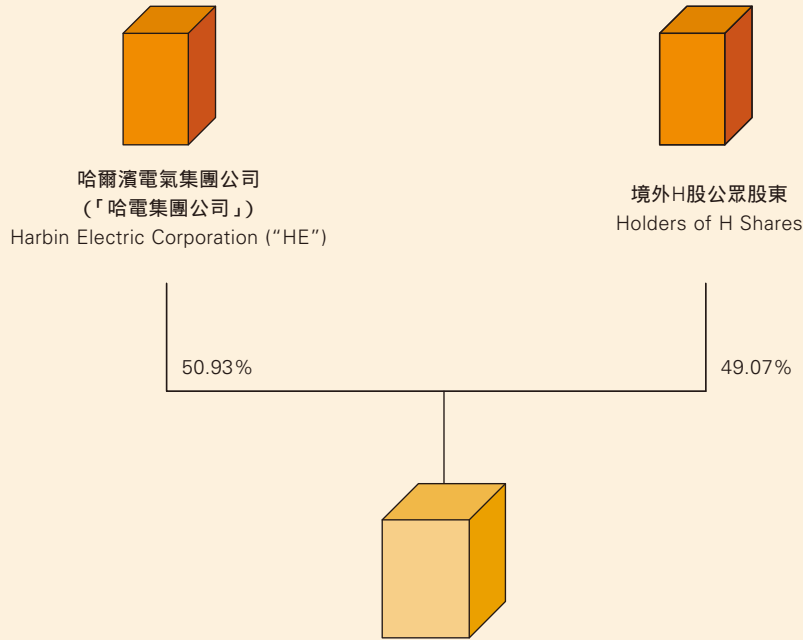 哈爾濱電氣集團公司
(「哈電集團公司」)
Harbin Electric Corporation (“HE”)
境外H股公眾股東
Holders of H Shares
50.93%
49.07%